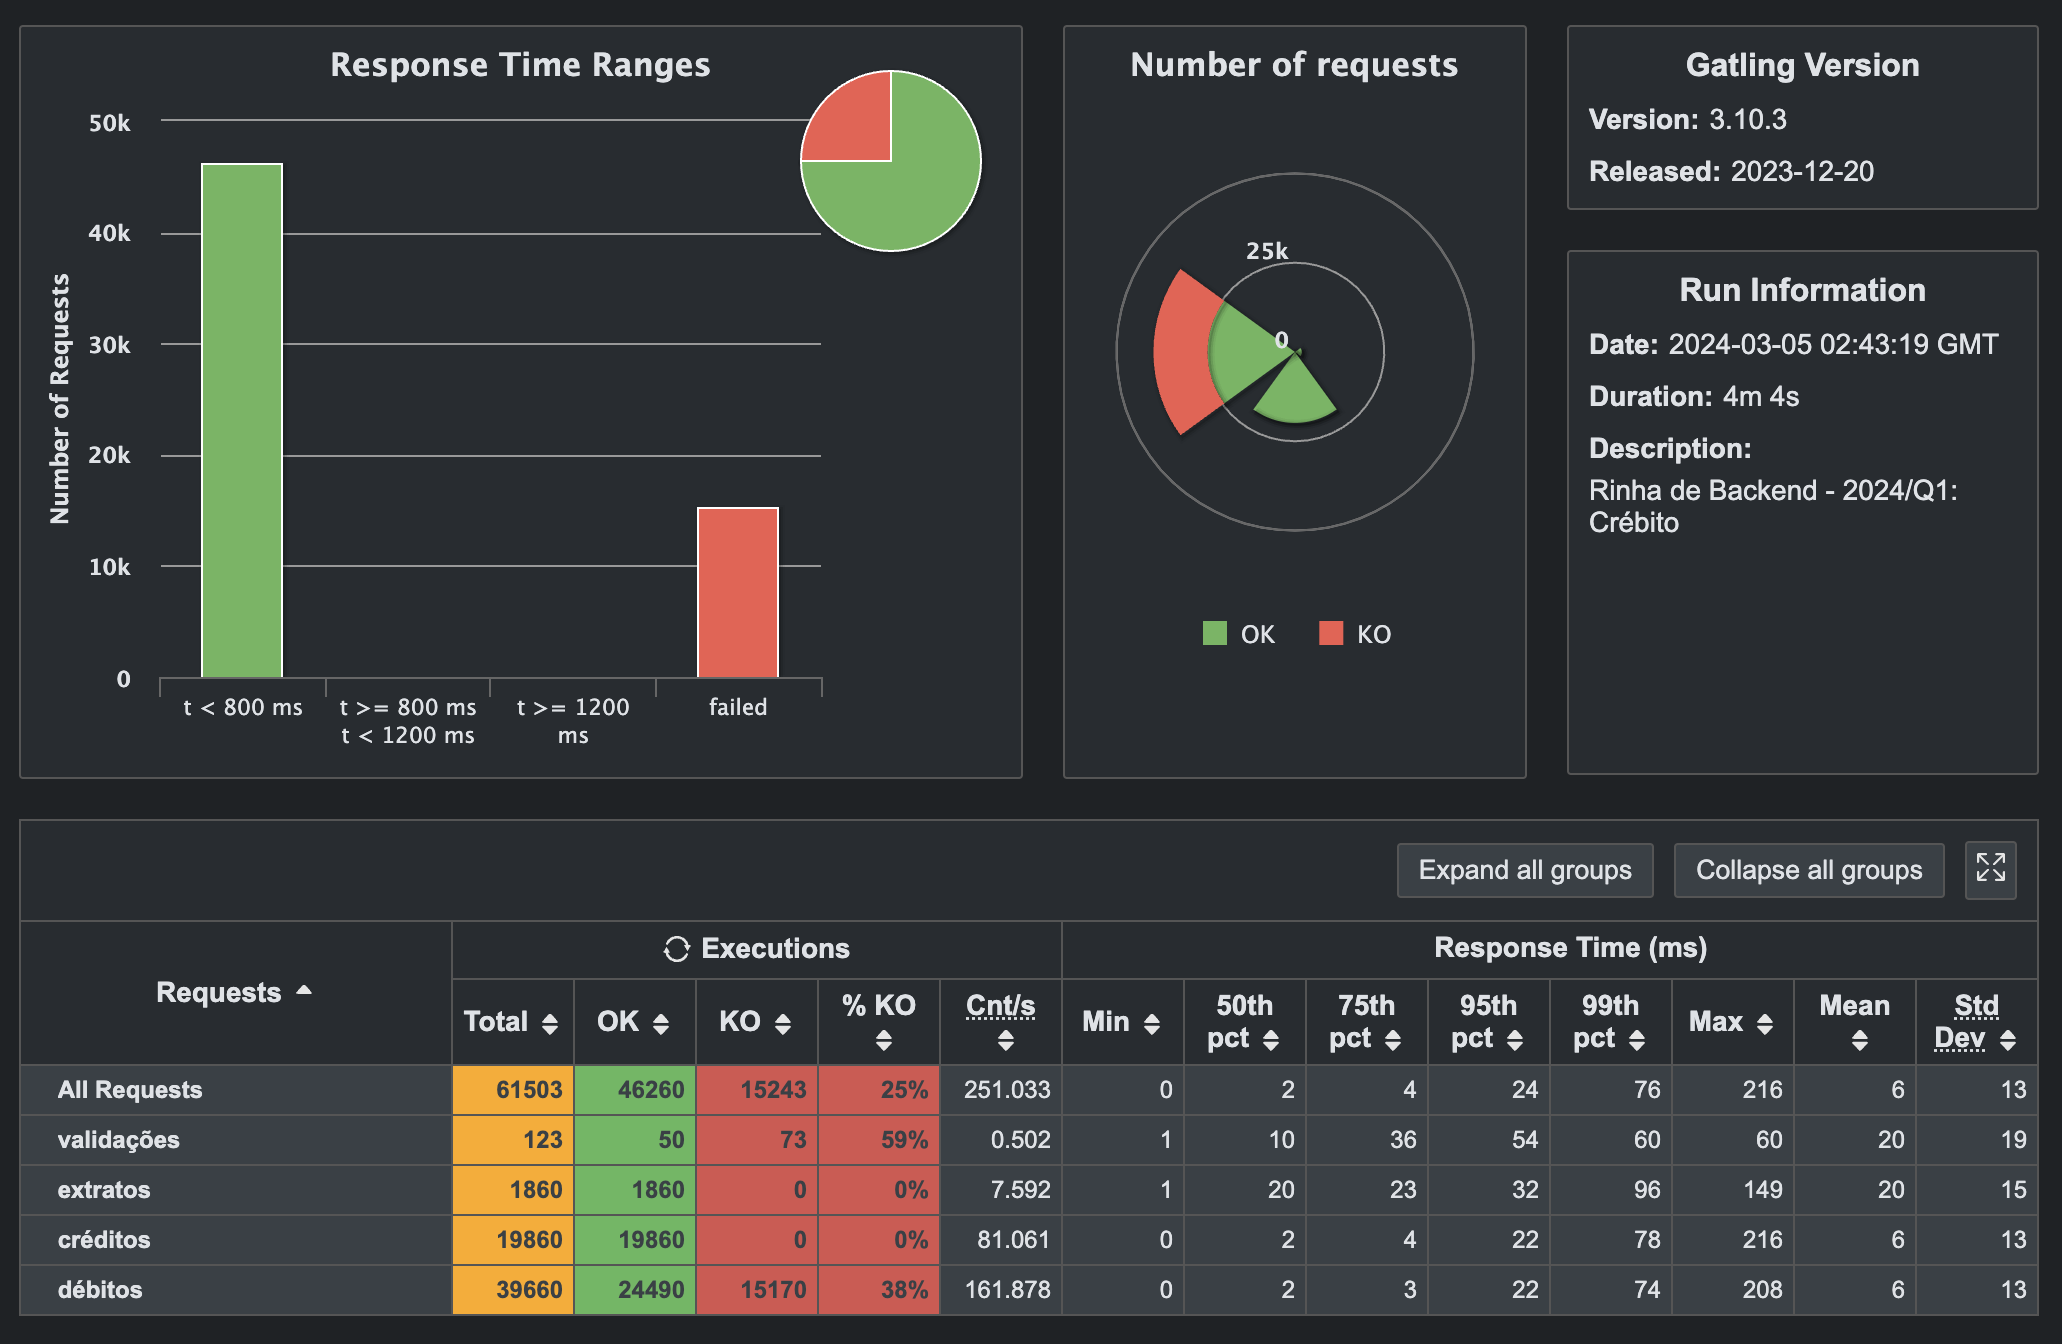 Response Time Ranges
50k
40k
30k
20k
10k
0
Number of Requests
t < 800 ms
t >= 800 ms
t < 1200 ms
t >= 1200
ms
failed
Number of requests
25k
0
OK
KO
Gatling Version
Version: 3.10.3
Released: 2023-12-20
Run Information
Date: 2024-03-05 02:43:19 GMT
Duration: 4m 4s
Description:
Rinha de Backend - 2024/Q1:
Crébito
Expand all groups
Collapse all groups
Requests
Executions
Response Time (ms)
Total OK KO % KO Cnt/s Min 50th pct 75th pct 95th pct 99th pct Max Mean Std Dev
All Requests 61503 46260 15243 25% 251.033 0 2 4 24 76 216 6 13
validações 123 50 73 59% 0.502 1 10 36 54 60 60 20 19
extratos 1860 1860 0 0% 7.592 1 20 23 32 96 149 20 15
créditos 19860 19860 0 0% 81.061 0 2 4 22 78 216 6 13
débitos 39660 24490 15170 38% 161.878 0 2 3 22 74 208 6 13